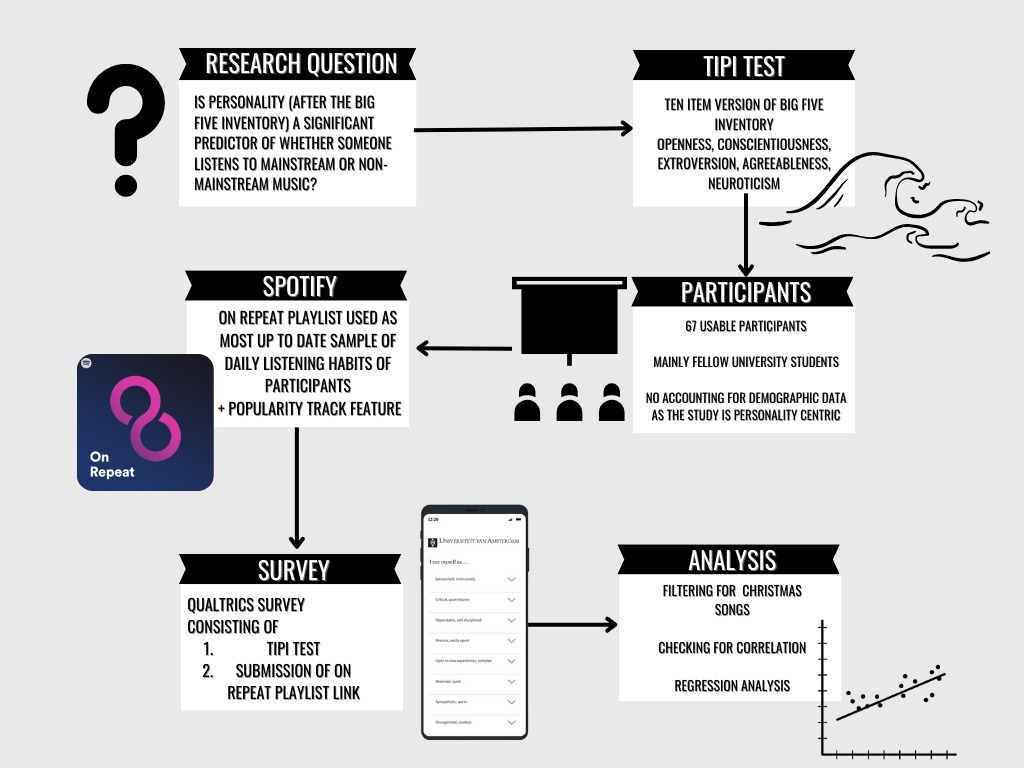 RESEARCH QUESTION
IS PERSONALITY (AFTER THE BIG
FIVE INVENTORY) A SIGNIFICANT
PREDICTOR OF WHETHER SOMEONE
LISTENS TO MAINSTREAM OR NON-
MAINSTREAM MUSIC?
TIPI TEST
TEN ITEM VERSION OF BIG FIVE
INVENTORY
OPENNESS, CONSCIENTIOUSNESS,
EXTROVERSION, AGREEABLENESS,
NEUROTICISM
PARTICIPANTS
67 USABLE PARTICIPANTS
MAINLY FELLOW UNIVERSITY STUDENTS
NO ACCOUNTING FOR DEMOGRAPHIC DATA
AS THE STUDY IS PERSONALITY CENTRIC
SPOTIFY
ON REPEAT PLAYLIST USED AS
MOST UP TO DATE SAMPLE OF
DAILY LISTENING HABITS OF
PARTICIPANTS
+ POPULARITY TRACK FEATURE
On
Repeat
SURVEY
QUALTRICS SURVEY
CONSISTING OF
1. TIPI TEST
2. SUBMISSION OF ON
REPEAT PLAYLIST LINK
12:29
UNIVERSITEIT VAN AMSTERDAM
I see myself as ...
Extraverted, enthusiastic
Critical, quarrelsome
Dependable, self-disciplined
Anxious, easily upset
Open to new experiences, complex
Reserved, quiet
Sympathetic, warm
Disorganized, careless
ANALYSIS
FILTERING FOR CHRISTMAS
SONGS
CHECKING FOR CORRELATION
REGRESSION ANALYSIS